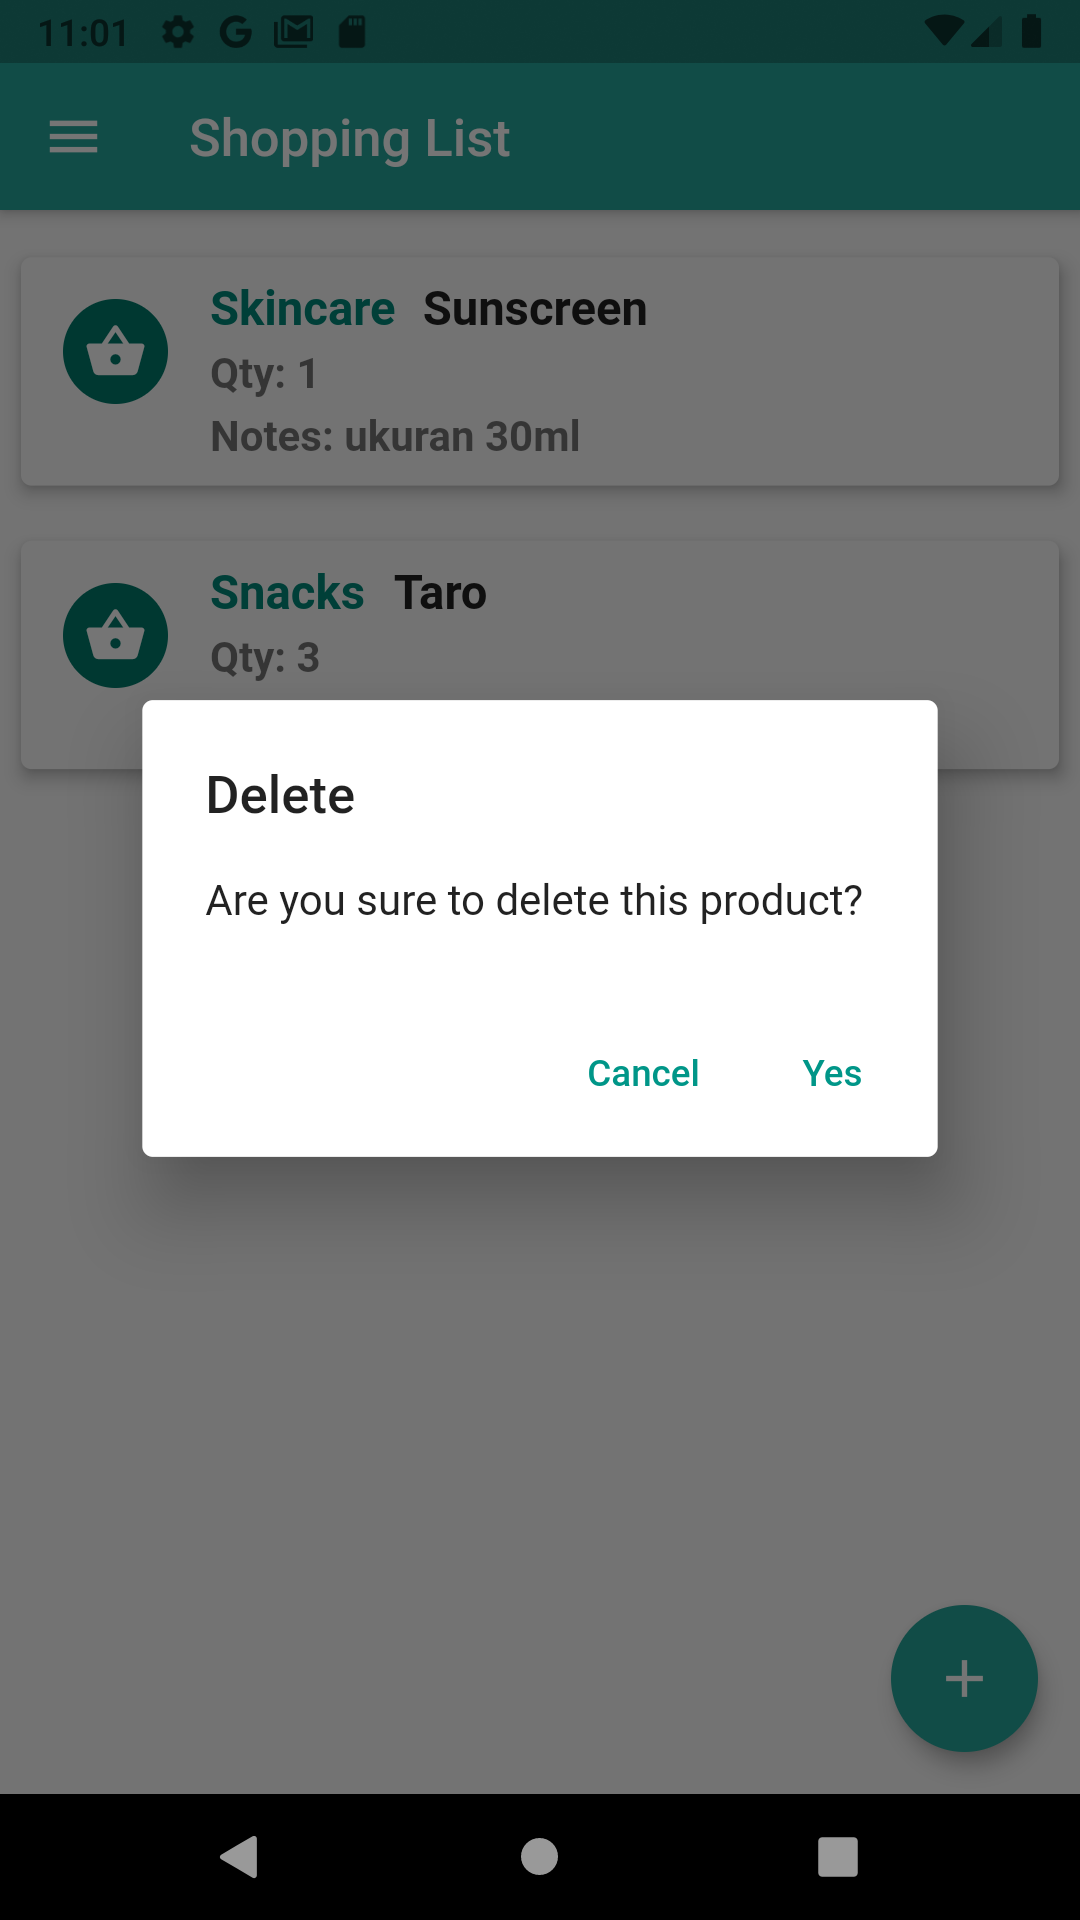 11:01
Shopping List
Skincare Sunscreen
Qty: 1
Notes: ukuran 30ml
Snacks Taro
Qty: 3
Delete
Are you sure to delete this product?
Cancel Yes